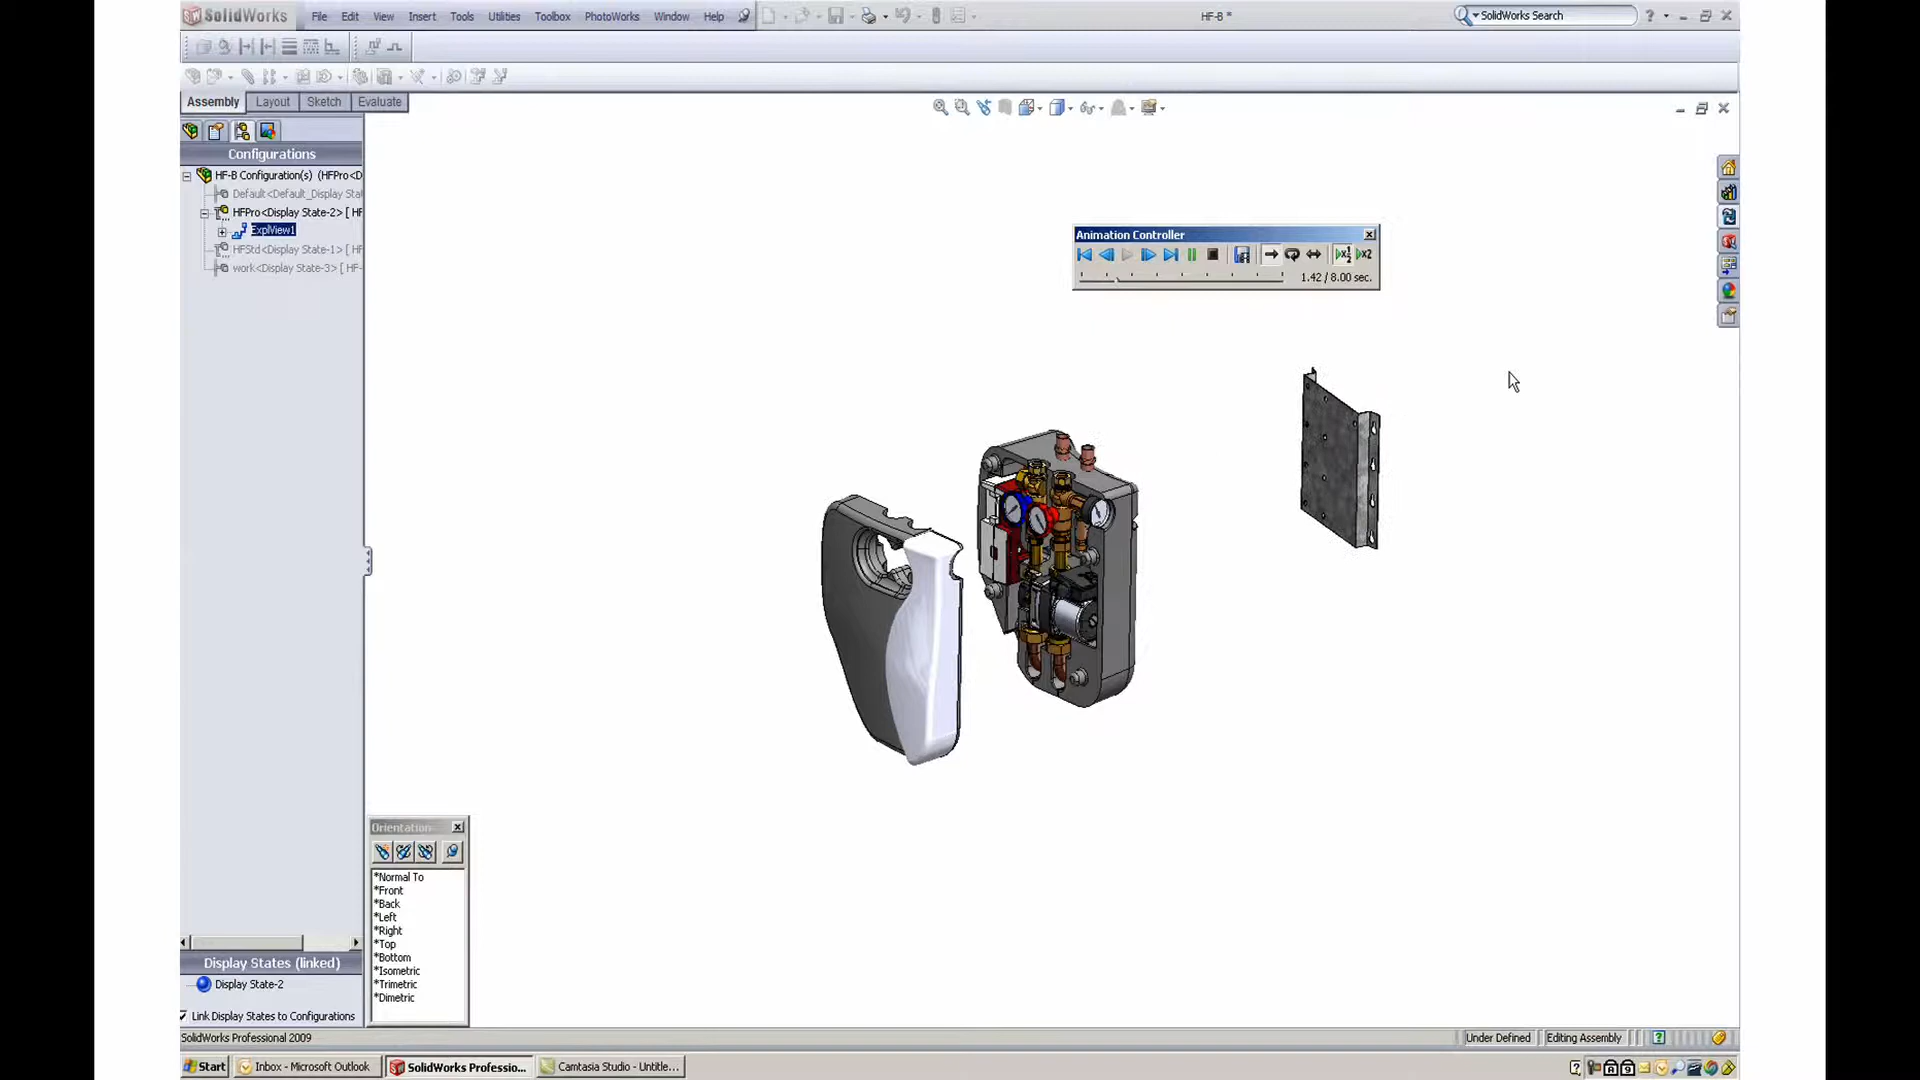 SolidWorks File Edit View Insert Tools Utilities Toolbox PhotoWorks Window Help HF-B * SolidWorks Search
Assembly Layout Sketch Evaluate
Configurations
HF-B Configuration(s) (HFPro<D
Default<Default_Display Sta
HFPro<Display State-2> [ HF
ExplView1
HFStd<Display State-1> [ HF
work<Display State-3> [ HF-
Animation Controller
1.42 / 8.00 sec.
Orientation
*Normal To
*Front
*Back
*Left
*Right
*Top
*Bottom
*Isometric
*Trimetric
*Dimetric
Display States (linked)
Display State-2
Link Display States to Configurations
SolidWorks Professional 2009 Under Defined Editing Assembly
Start Inbox - Microsoft Outlook SolidWorks Professio... Camtasia Studio - Untitle...